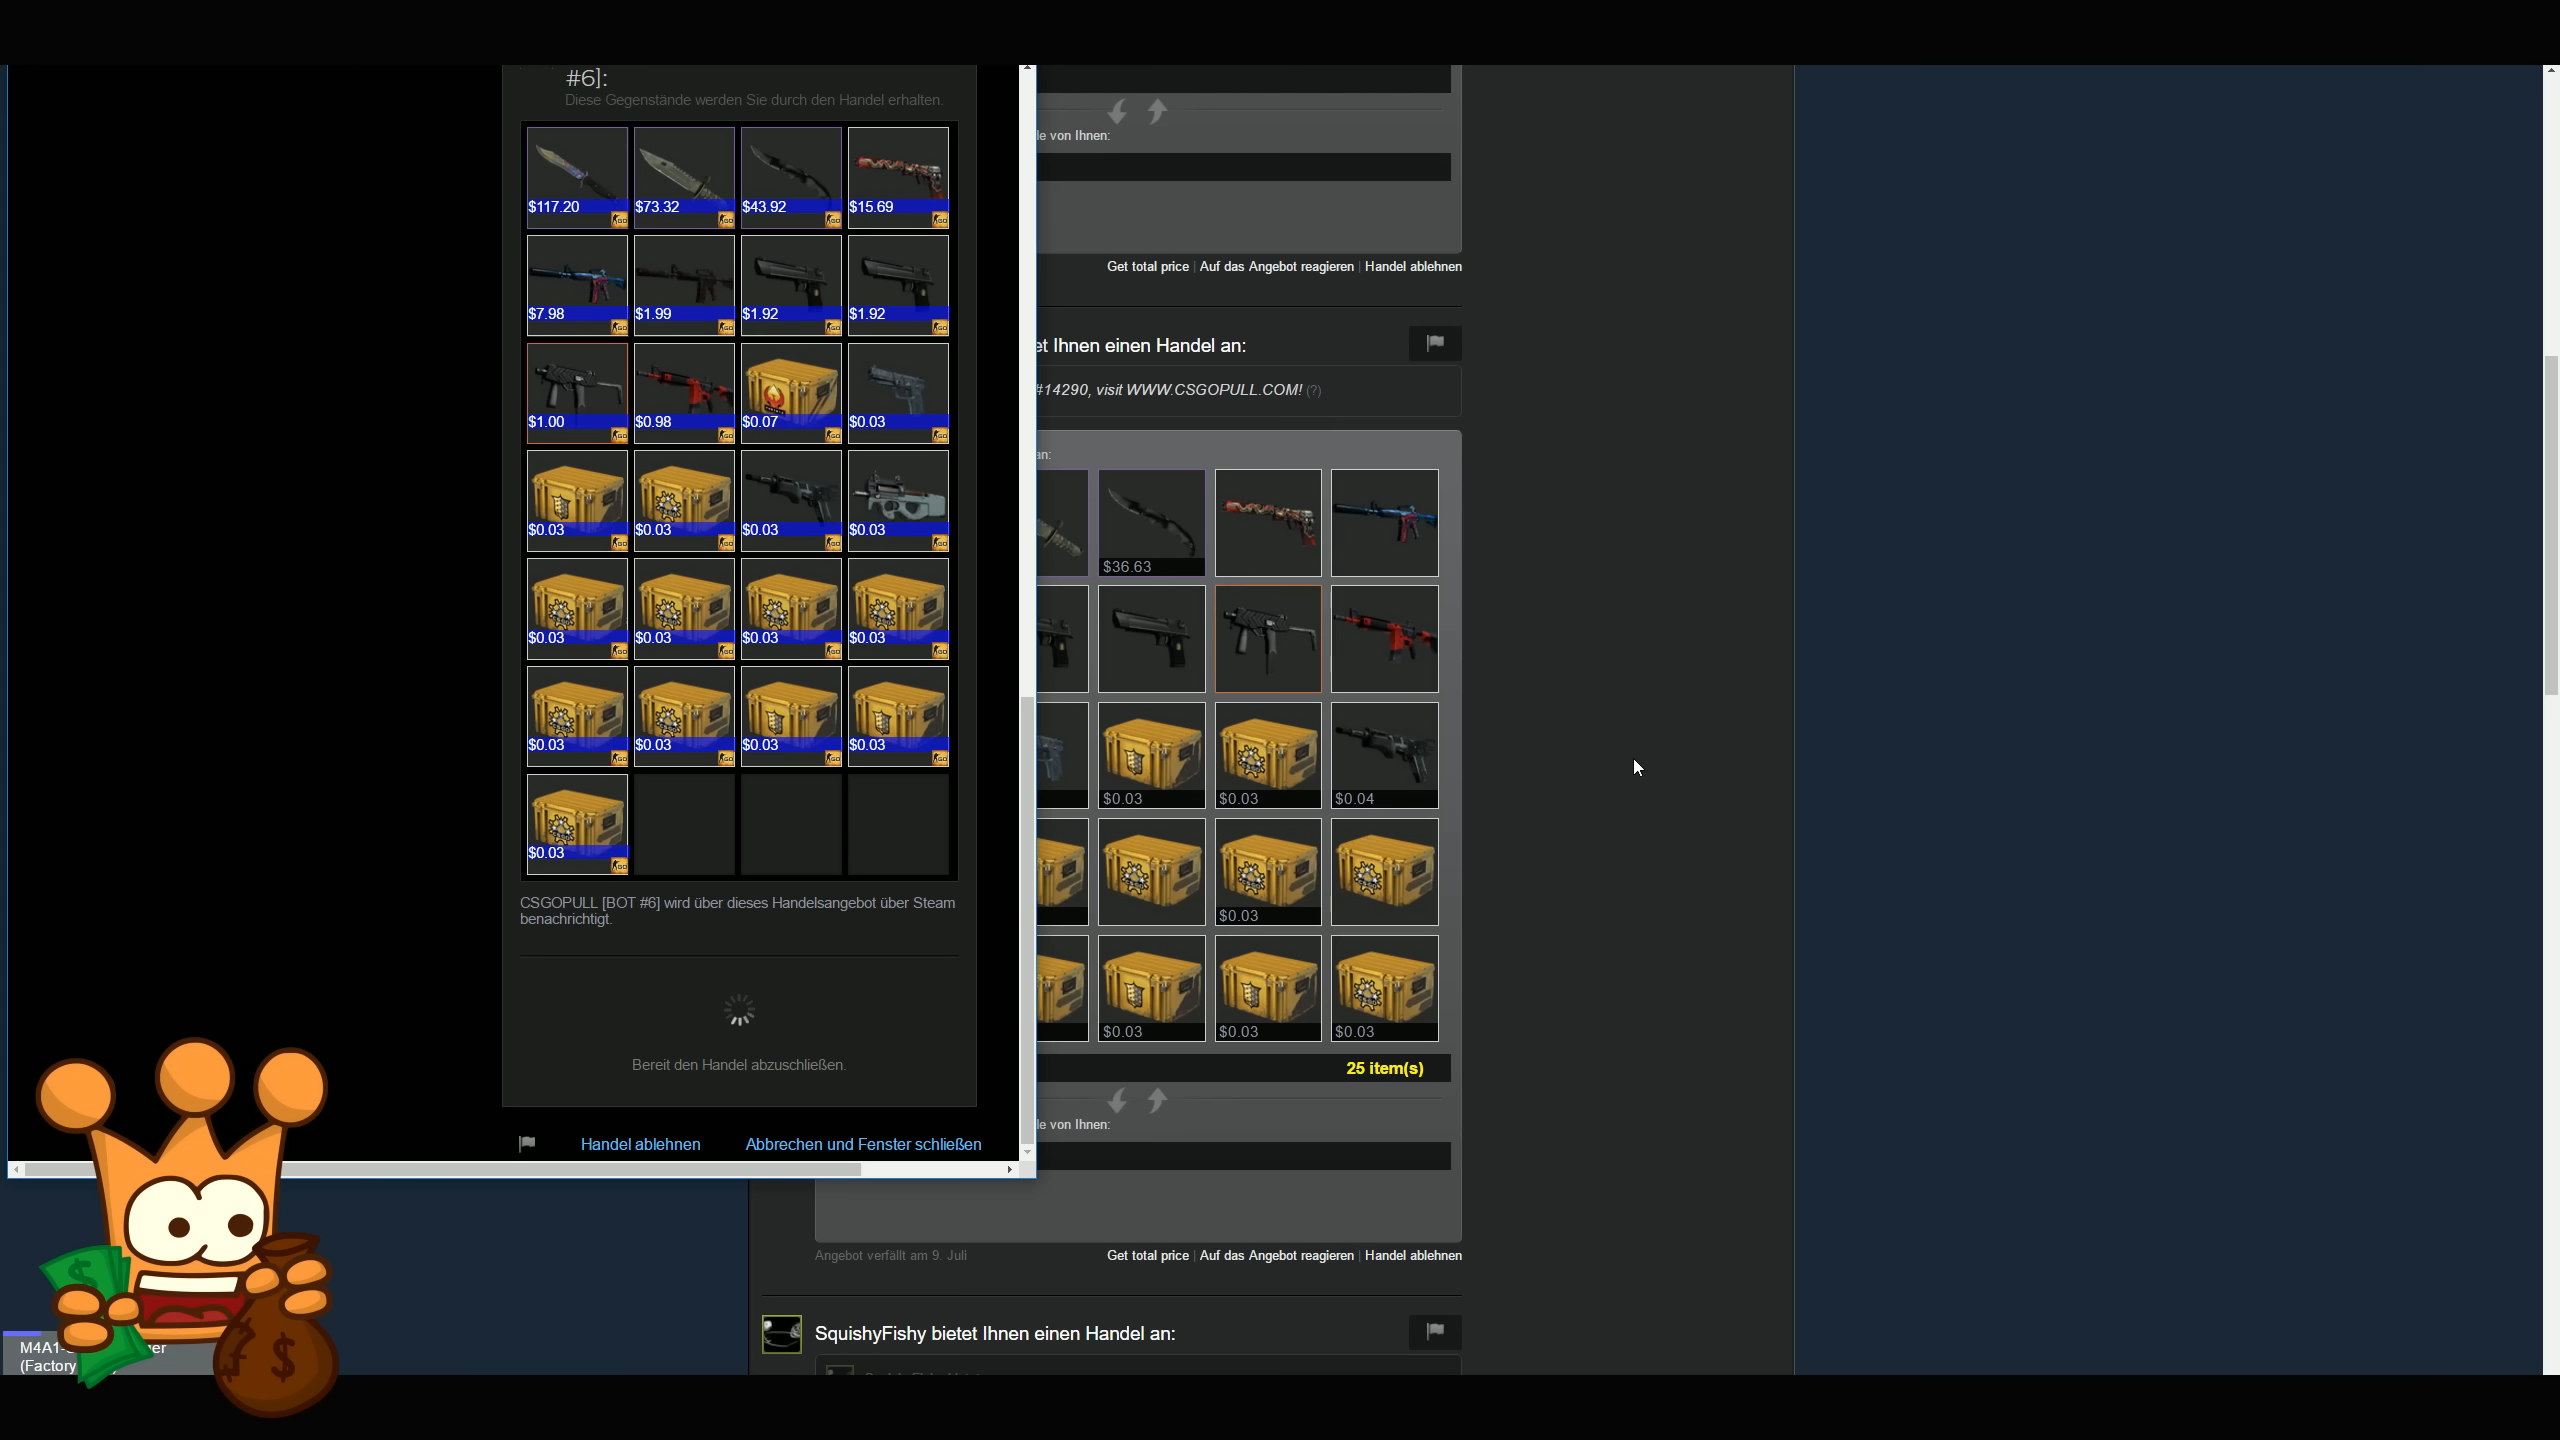 #6]:
Diese Gegenstände werden Sie durch den Handel erhalten.
$117.20
$73.32
$43.92
$15.69
$7.98
$1.99
$1.92
$1.92
$1.00
$0.98
$0.07
$0.03
$0.03
$0.03
$0.03
$0.03
$0.03
$0.03
$0.03
$0.03
$0.03
$0.03
$0.03
$0.03
$0.03
CSGOPULL [BOT #6] wird über dieses Handelsangebot über Steam
benachrichtigt.
Bereit den Handel abzuschließen.
Handel ablehnen
Abbrechen und Fenster schließen
le von Ihnen:
Get total price | Auf das Angebot reagieren | Handel ablehnen
et Ihnen einen Handel an:
#14290, visit WWW.CSGOPULL.COM! (?)
an:
$36.63
$0.03
$0.03
$0.04
$0.03
$0.03
$0.03
$0.03
25 item(s)
le von Ihnen:
Angebot verfällt am 9. Juli
Get total price | Auf das Angebot reagieren | Handel ablehnen
SquishyFishy bietet Ihnen einen Handel an:
M4A1-
er
(Factory
$
$